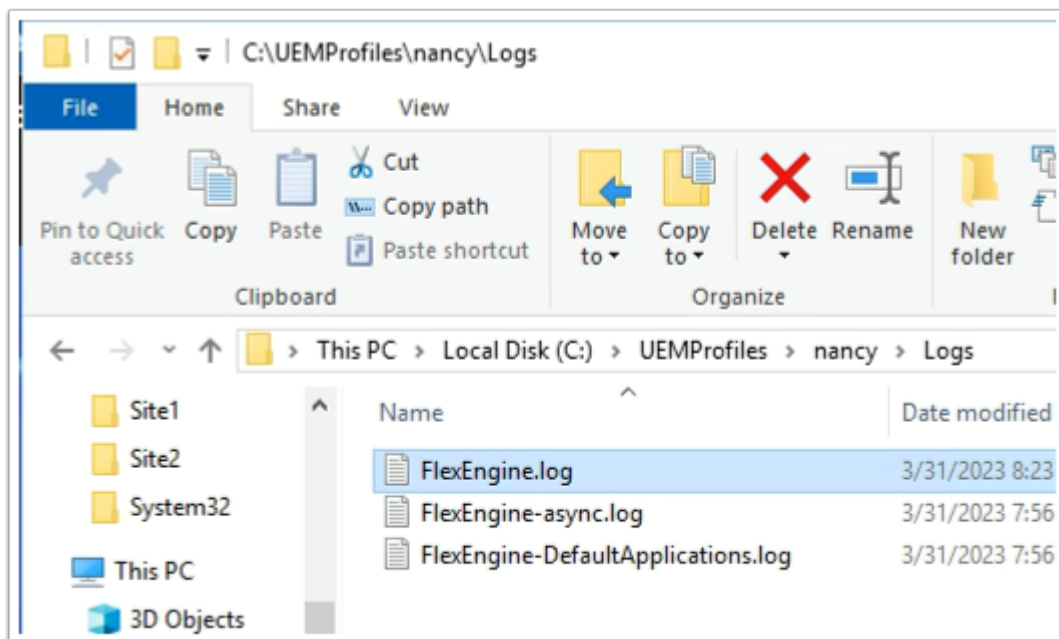 C:\UEMProfiles\nancy\Logs
File Home Share View
Pin to Quick access
Copy
Paste
Cut
Copy path
Paste shortcut
Clipboard
Move to
Copy to
Delete
Rename
Organize
New folder
This PC > Local Disk (C:) > UEMProfiles > nancy > Logs
Site1
Site2
System32
This PC
3D Objects
Name Date modified
FlexEngine.log 3/31/2023 8:23
FlexEngine-async.log 3/31/2023 7:56
FlexEngine-DefaultApplications.log 3/31/2023 7:56